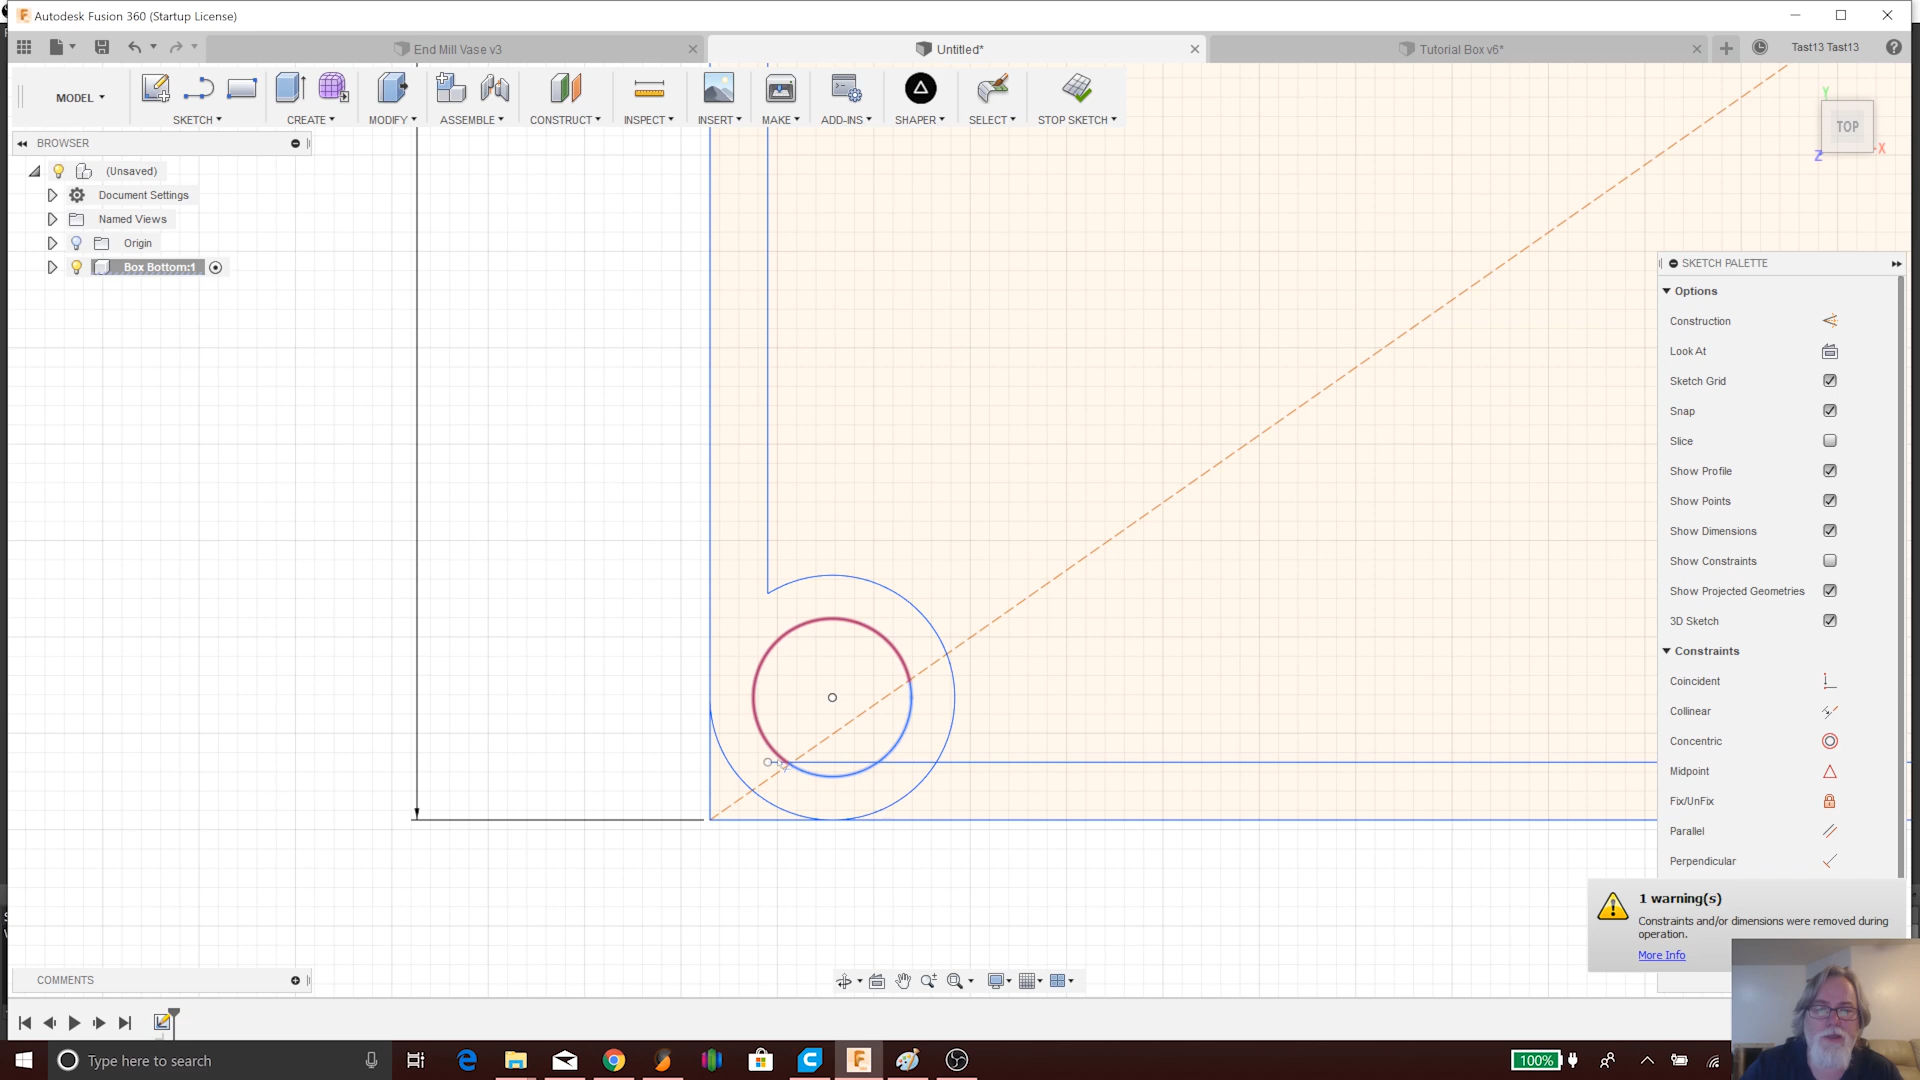 Autodesk Fusion 360 (Startup License)
End Mill Vase v3
Untitled*
Tutorial Box v6*
Tast13 Tast13
MODEL
SKETCH
CREATE
MODIFY
ASSEMBLE
CONSTRUCT
INSPECT
INSERT
MAKE
ADD-INS
SHAPER
SELECT
STOP SKETCH
Y
TOP
X
Z
BROWSER
(Unsaved)
Document Settings
Named Views
Origin
Box Bottom:1
SKETCH PALETTE
Options
Construction
Look At
Sketch Grid
Snap
Slice
Show Profile
Show Points
Show Dimensions
Show Constraints
Show Projected Geometries
3D Sketch
Constraints
Coincident
Collinear
Concentric
Midpoint
Fix/UnFix
Parallel
Perpendicular
1 warning(s)
Constraints and/or dimensions were removed during
operation.
More Info
COMMENTS
Type here to search
100%